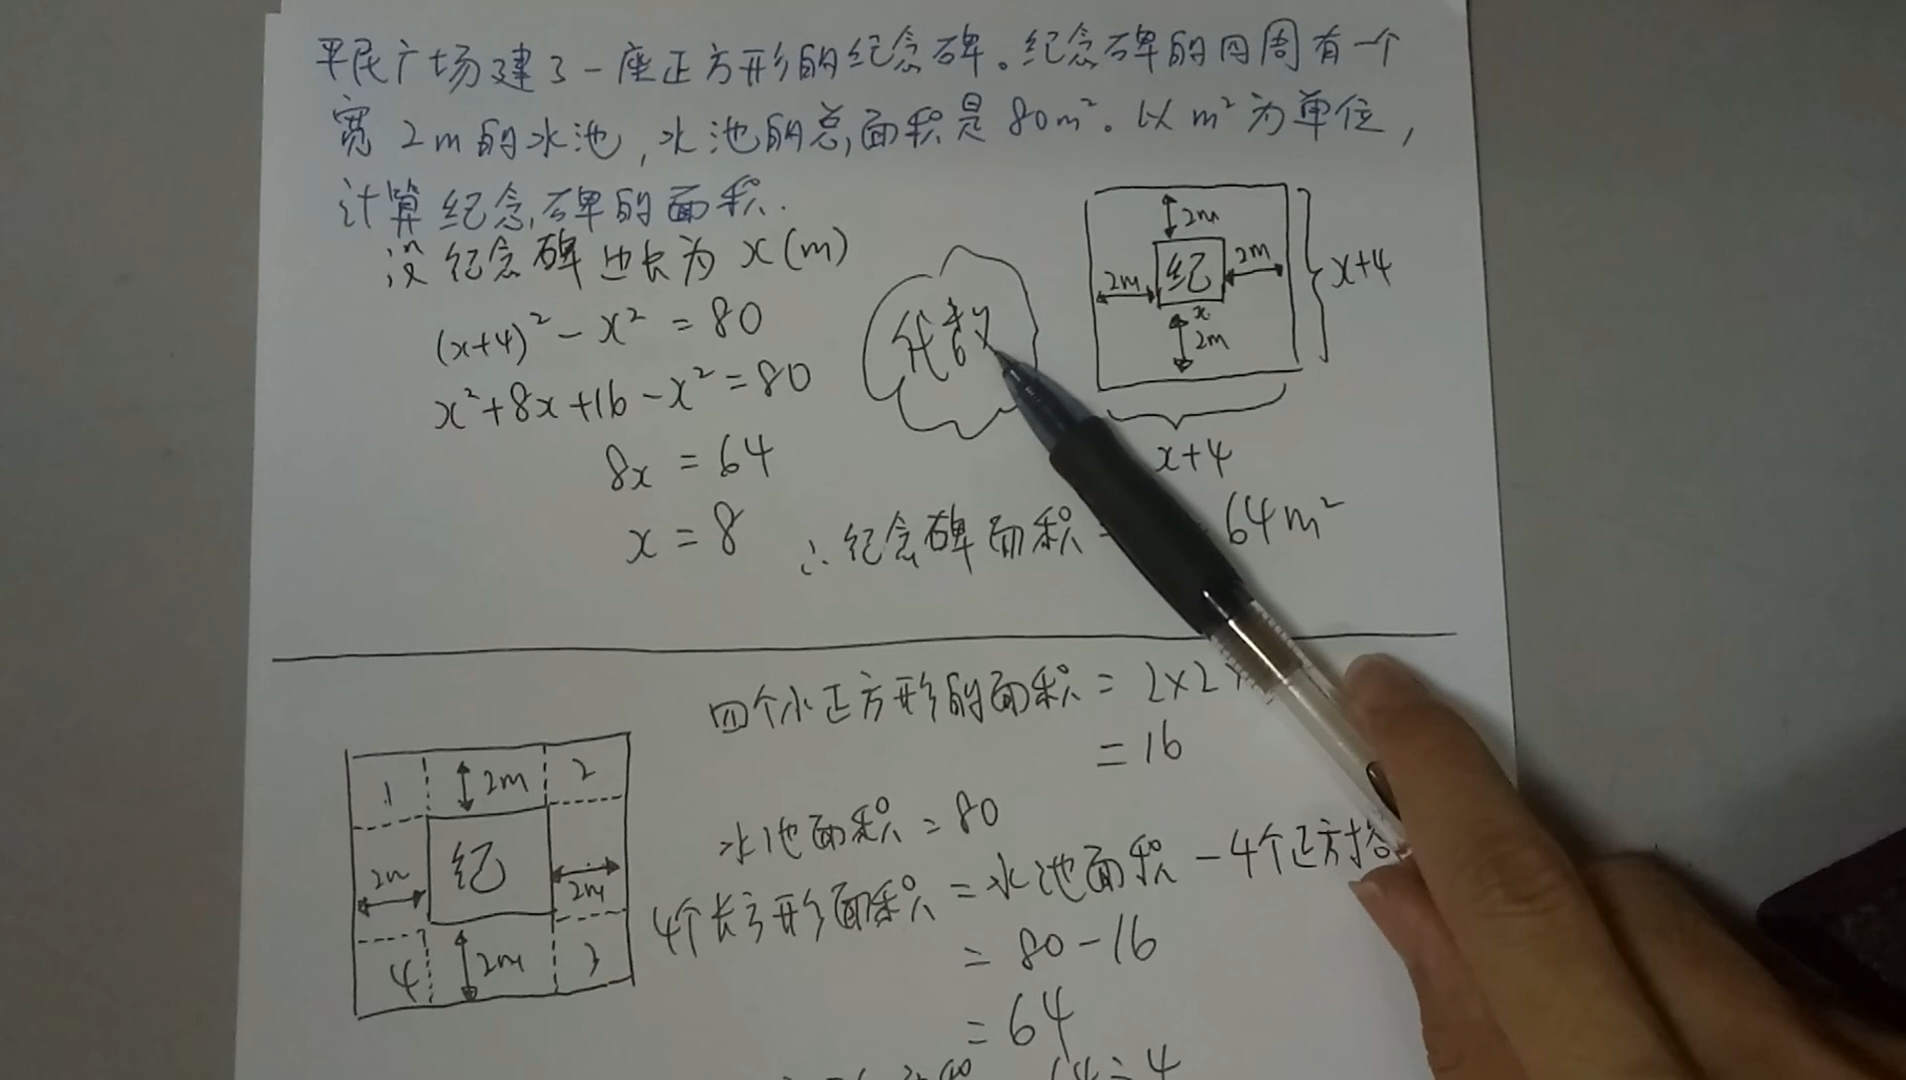 平民广场建了一座正方形的纪念碑。纪念碑的四周有一个
宽2m的水池,水池的总面积是80m²。以m²为单位,
计算纪念碑的面积.
设纪念碑边长为x(m)
(x+4)²-x²=80
x²+8x+16-x²=80
8x=64
x=8
代数
2m
2m 纪 2m
x
2m
x+4
x+4
∴纪念碑面积
64m²
四个小正方形的面积=2×2
=16
水池面积=80
4个长方形面积=水池面积-4个正方
=80-16
=64
1 2m 2
2m 纪 2m
4 2m 3